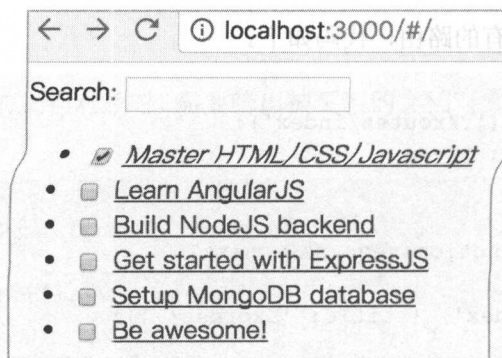 localhost:3000/#/
Search:
Master HTML/CSS/Javascript
Learn AngularJS
Build NodeJS backend
Get started with ExpressJS
Setup MongoDB database
Be awesome!